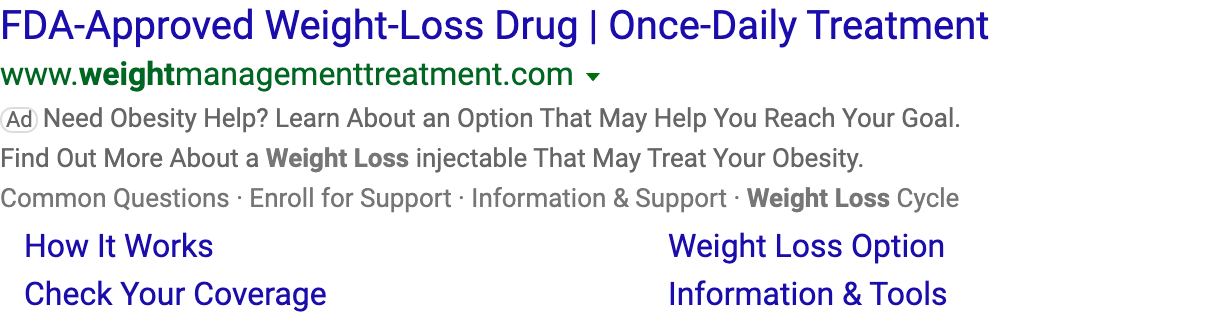 FDA-Approved Weight-Loss Drug | Once-Daily Treatment
www.weightmanagementtreatment.com
Ad Need Obesity Help? Learn About an Option That May Help You Reach Your Goal.
Find Out More About a Weight Loss injectable That May Treat Your Obesity.
Common Questions · Enroll for Support · Information & Support · Weight Loss Cycle
How It Works Weight Loss Option
Check Your Coverage Information & Tools